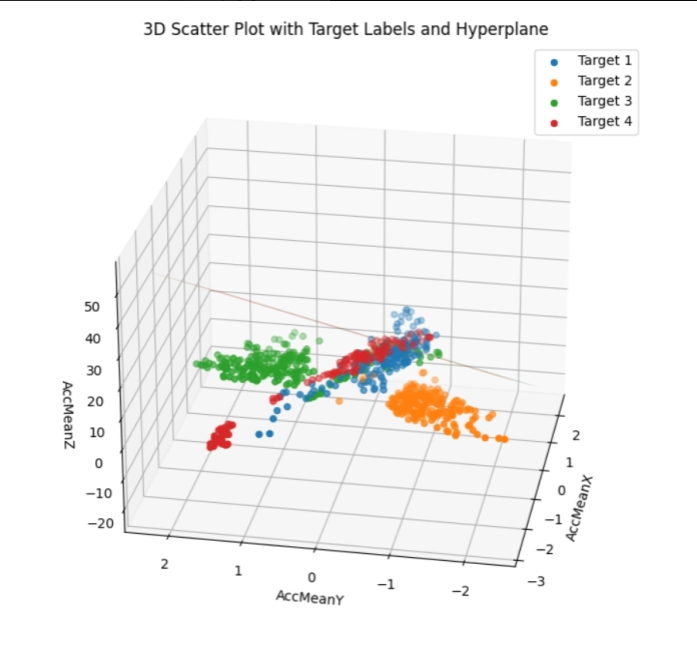 3D Scatter Plot with Target Labels and Hyperplane
Target 1
Target 2
Target 3
Target 4
50
40
30
20
10
0
−10
−20
AccMeanZ
2
1
0
−1
−2
AccMeanY
2
1
0
−1
−2
−3
AccMeanX